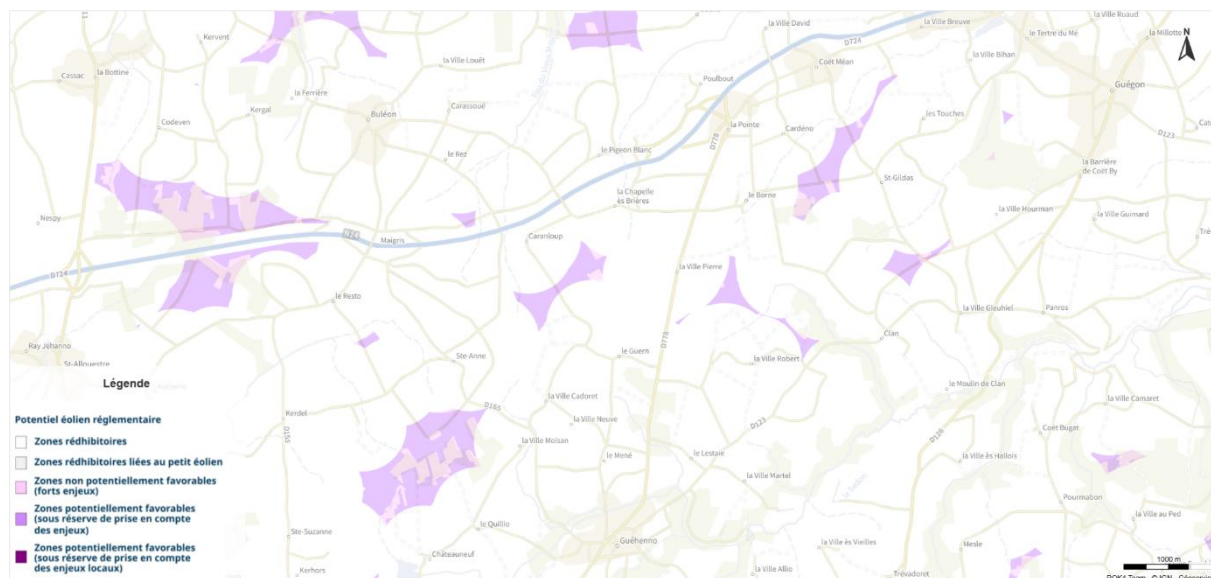 la Ville David
la Ville Breuve
la Ville Ruaud
le Tertre du Mé
la Millotte
N
Kervent
D724
la Ville Louët
la Ville Bihan
Cassac
la Bottine
Poulbout
Coët Méan
Guégon
la Ferrière
Kergal
Carassoué
Buléon
les Touches
Codeven
la Pointe
Cardéno
D123
D778
le Rez
le Pigeon Blanc
la Barrière
de Coët By
St-Gildas
la Chapelle
ès Brières
le Borne
Nespy
la Ville Hourman
la Ville Guimard
N24
Maigris
Caranloup
D724
la Ville Pierre
le Resto
la Ville Gleuhiel
Panros
D778
Clan
Ray Jéhanno
Ste-Anne
le Guern
la Ville Robert
St-Allouestre
Légende
le Moulin de Clan
la Ville Cadoret
la Ville Camaret
D165
Kerdel
Potentiel éolien réglementaire
la Ville Neuve
D123
Coët Bugat
D165
D126
Zones rédhibitoires
la Ville Moisan
le Mené
le Lestaie
la Ville ès Hallois
Zones rédhibitoires liées au petit éolien
la Ville Martel
Zones non potentiellement favorables
(forts enjeux)
Pourmabon
Zones potentiellement favorables
(sous réserve de prise en compte
des enjeux)
la Ville au Ped
le Quillio
Ste-Suzanne
Guéhenno
la Ville ès Vieilles
Mesle
Zones potentiellement favorables
(sous réserve de prise en compte
des enjeux locaux)
Châteauneuf
1000 m
Kerhors
la Ville Allio
Trévadoret